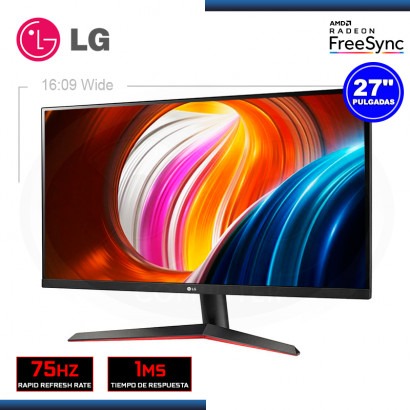 LG
AMD
RADEON
FreeSync
16:09 Wide
27"
PULGADAS
LG
75HZ
RAPID REFRESH RATE
1MS
TIEMPO DE RESPUESTA